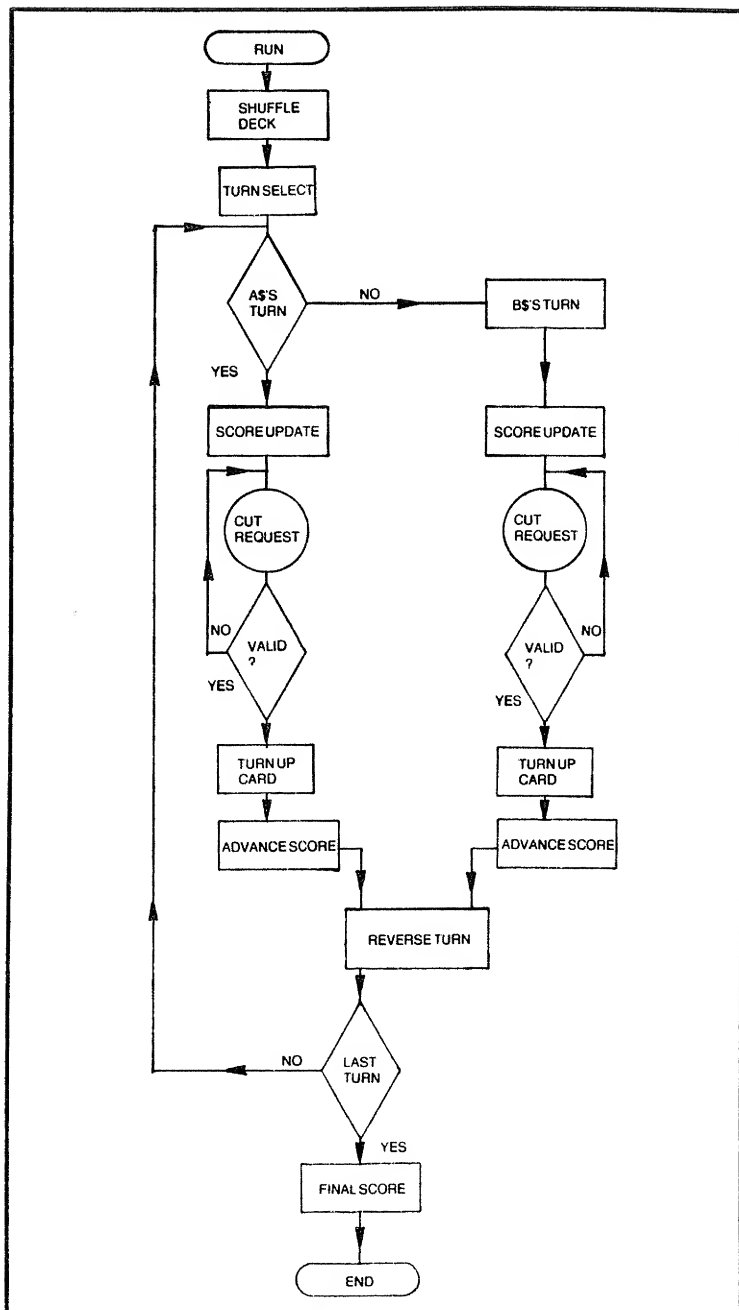 RUN
SHUFFLE
DECK
TURN SELECT
A$'S
TURN
NO
B$'S TURN
YES
SCORE UPDATE
SCORE UPDATE
CUT
REQUEST
CUT
REQUEST
NO
VALID
?
YES
VALID
?
NO
YES
TURN UP
CARD
TURN UP
CARD
ADVANCE SCORE
ADVANCE SCORE
REVERSE TURN
NO
LAST
TURN
YES
FINAL SCORE
END